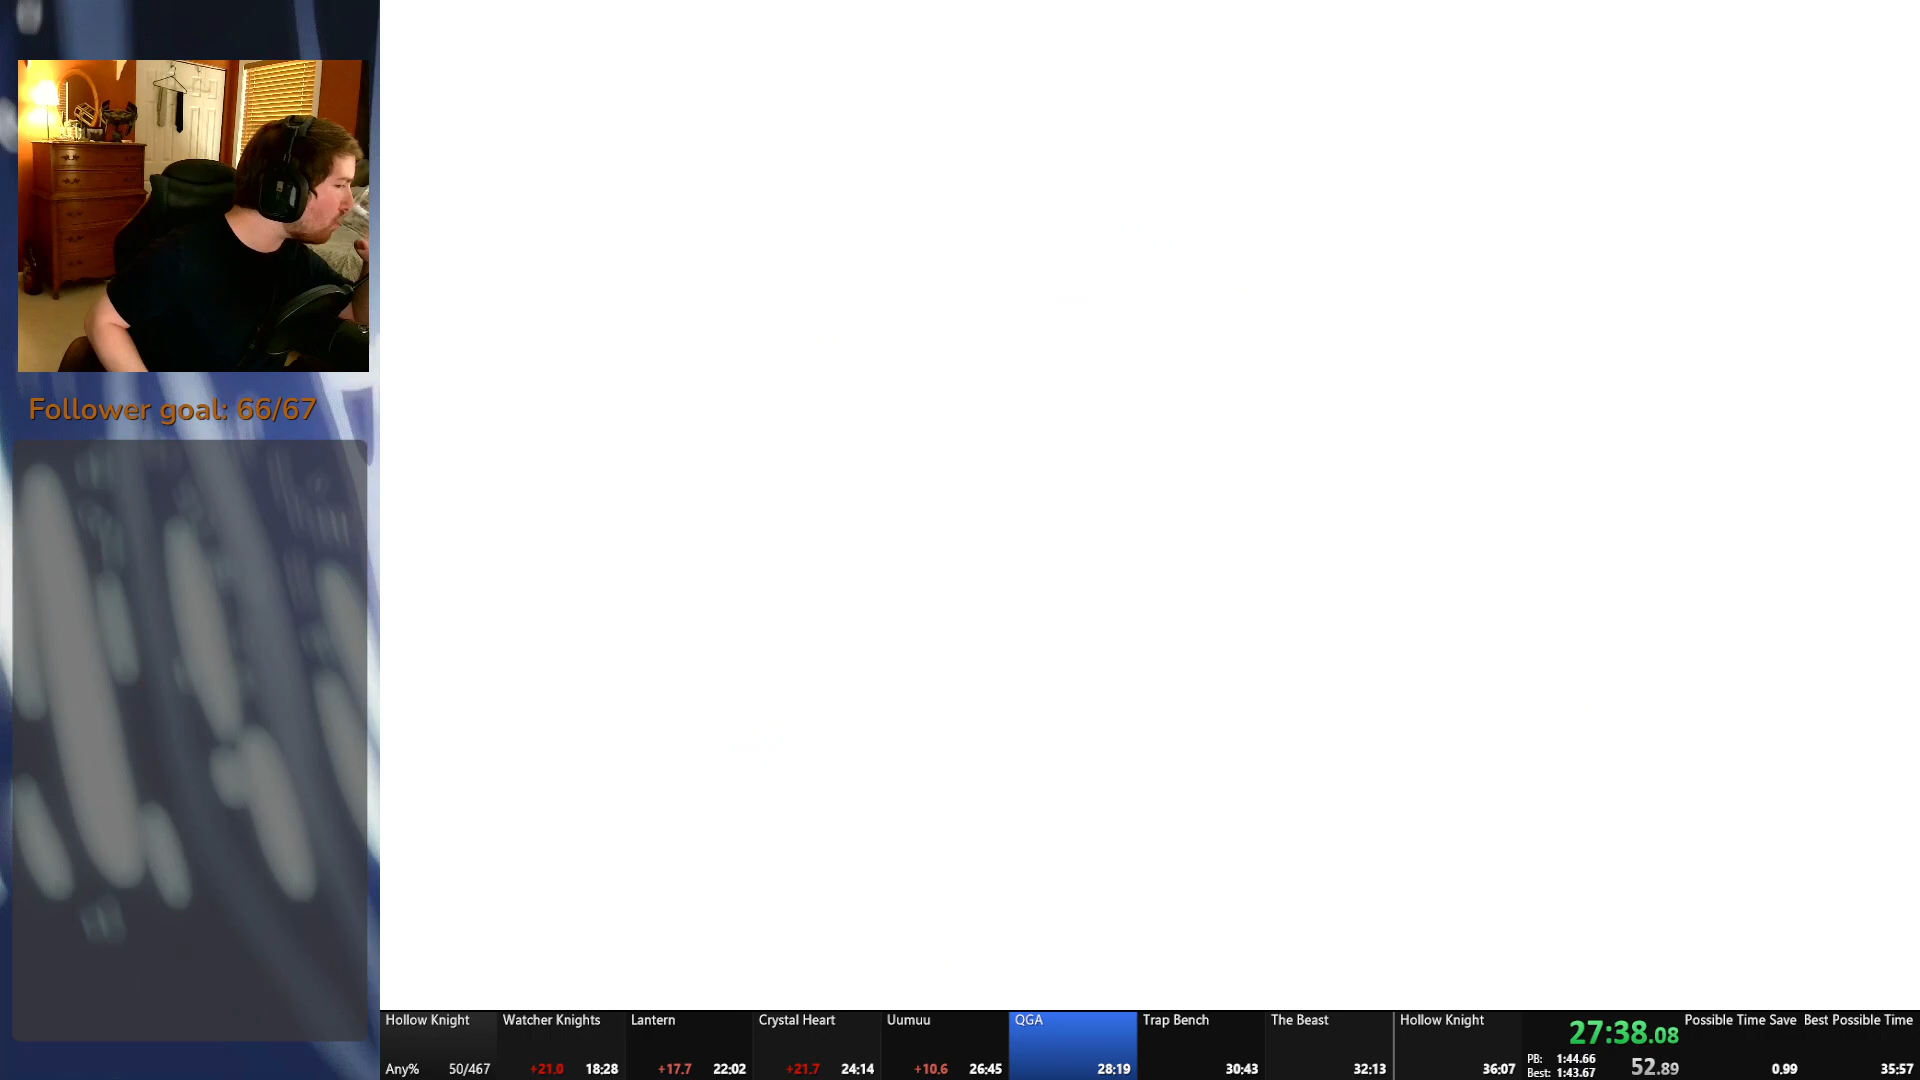 Follower goal: 66/67
Hollow Knight
Any% 50/467
Watcher Knights
+21.0 18:28
Lantern
+17.7 22:02
Crystal Heart
+21.7 24:14
Uumuu
+10.6 26:45
QGA
28:19
Trap Bench
30:43
The Beast
32:13
Hollow Knight
36:07
27:38.08
PB: 1:44.66
Best: 1:43.67
52.89
Possible Time Save
0.99
Best Possible Time
35:57